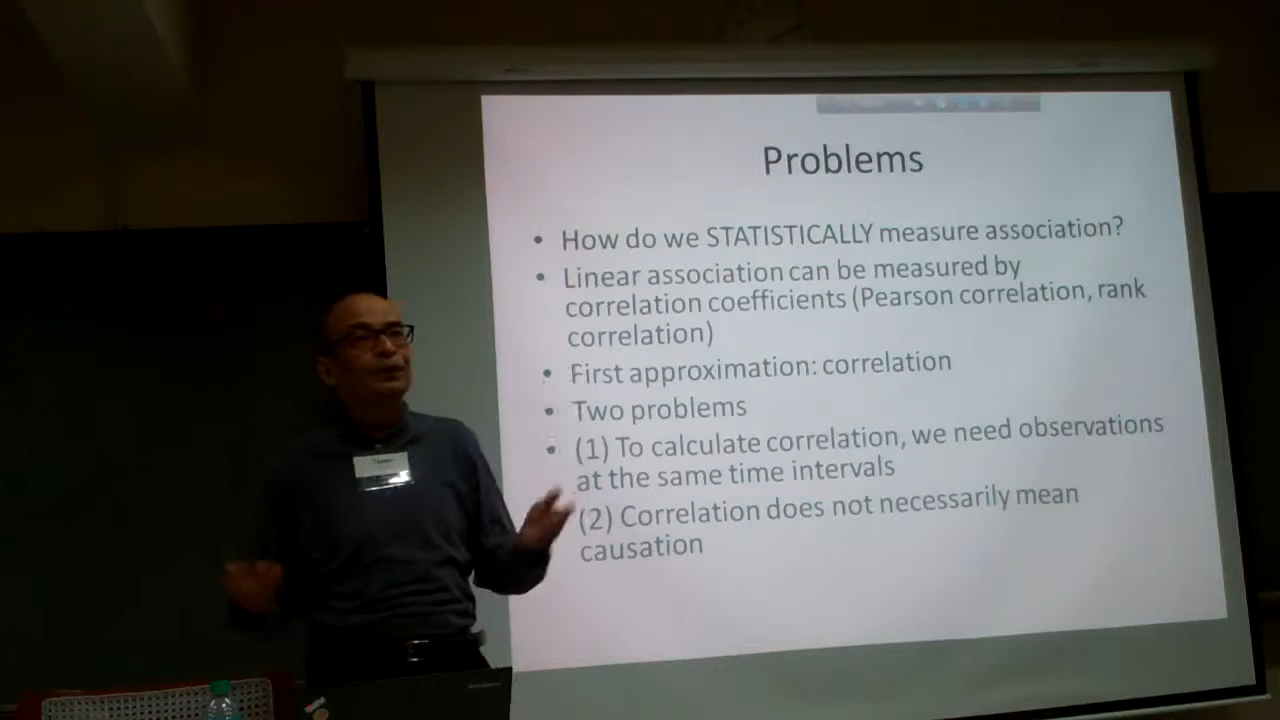 Problems
• How do we STATISTICALLY measure association?
• Linear association can be measured by
correlation coefficients (Pearson correlation, rank
correlation)
• First approximation: correlation
• Two problems
• (1) To calculate correlation, we need observations
at the same time intervals
(2) Correlation does not necessarily mean
causation